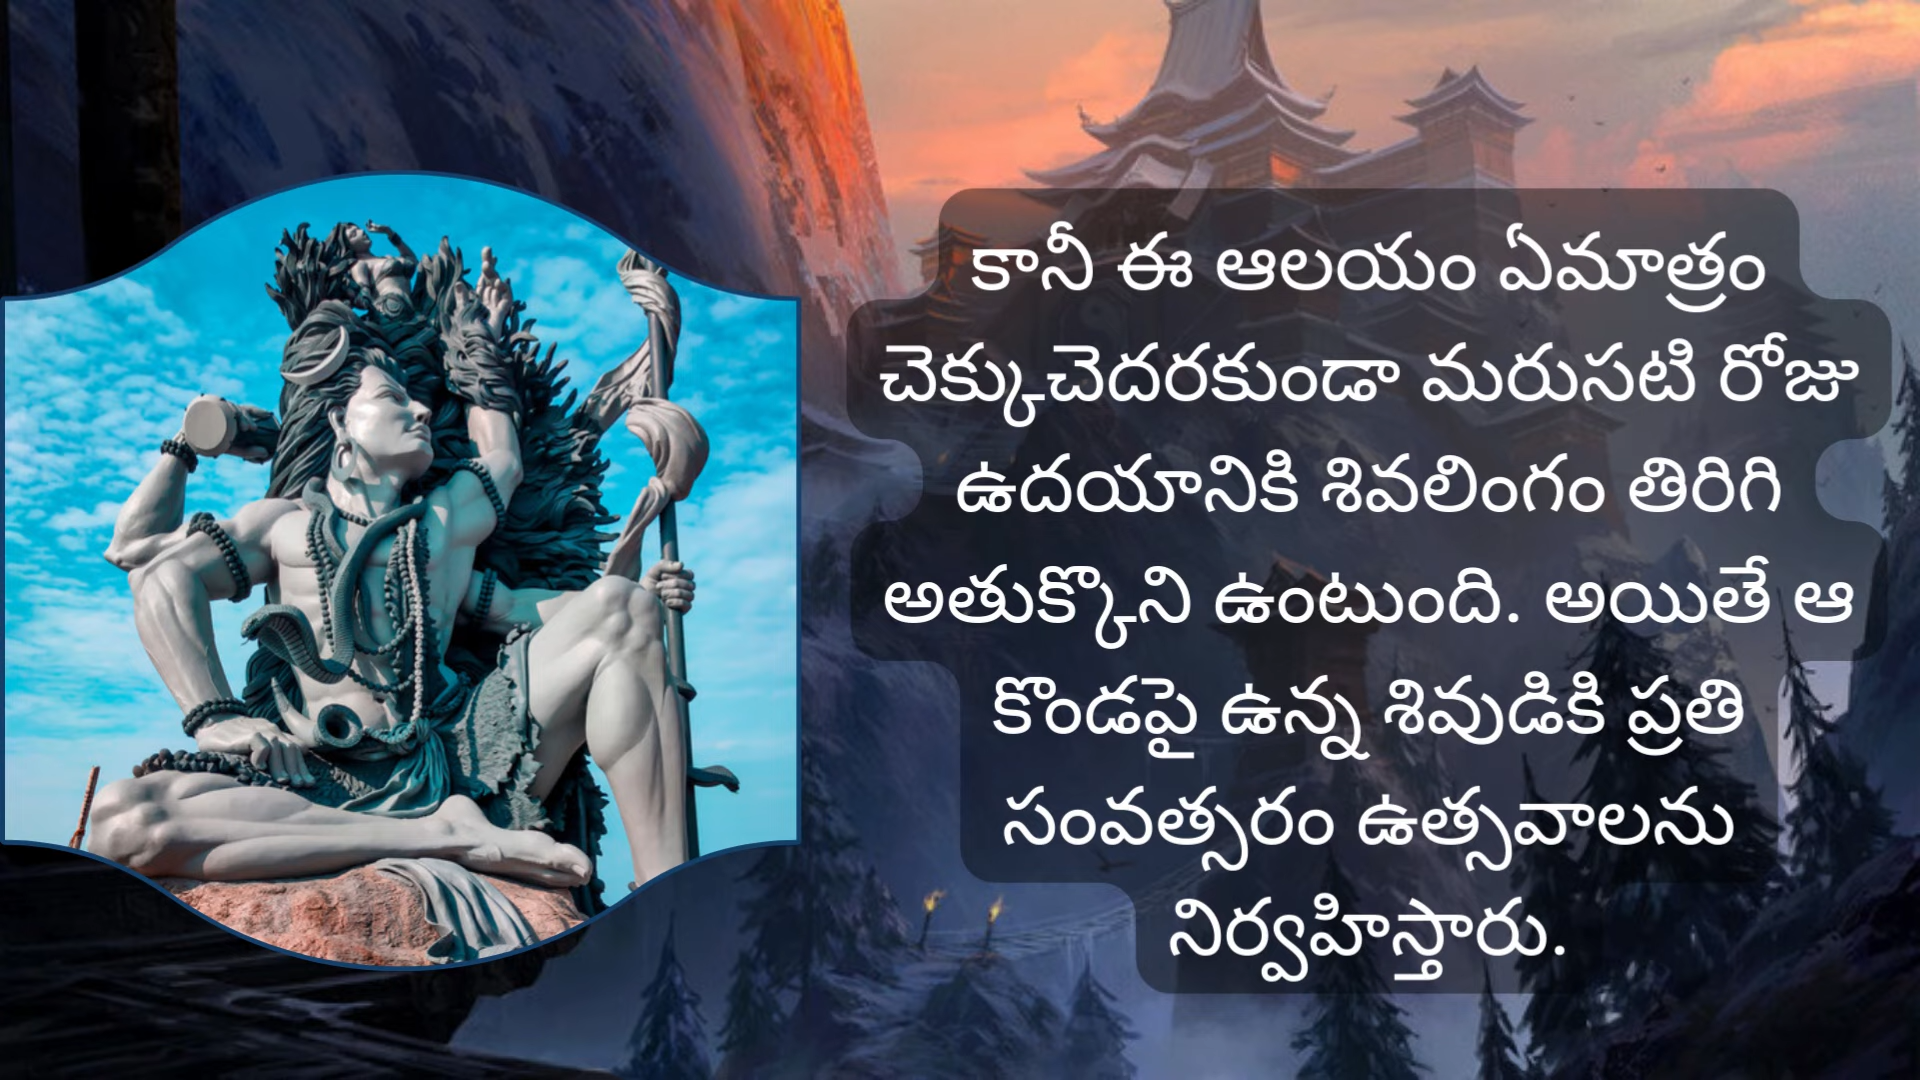 కానీ ఈ ఆలయం ఏమాత్రం
చెక్కుచెదరకుండా మరుసటి రోజు
ఉదయానికి శివలింగం తిరిగి
అతుక్కొని ఉంటుంది. అయితే ఆ
కొండపై ఉన్న శివుడికి ప్రతి
సంవత్సరం ఉత్సవాలను
నిర్వహిస్తారు.